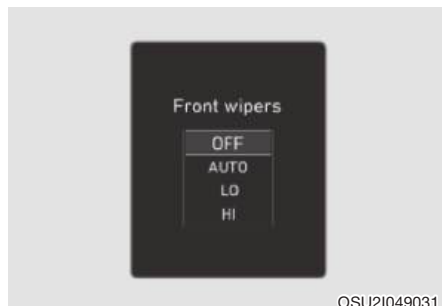 Front wipers
OFF
AUTO
LO
HI
OSU2I049031